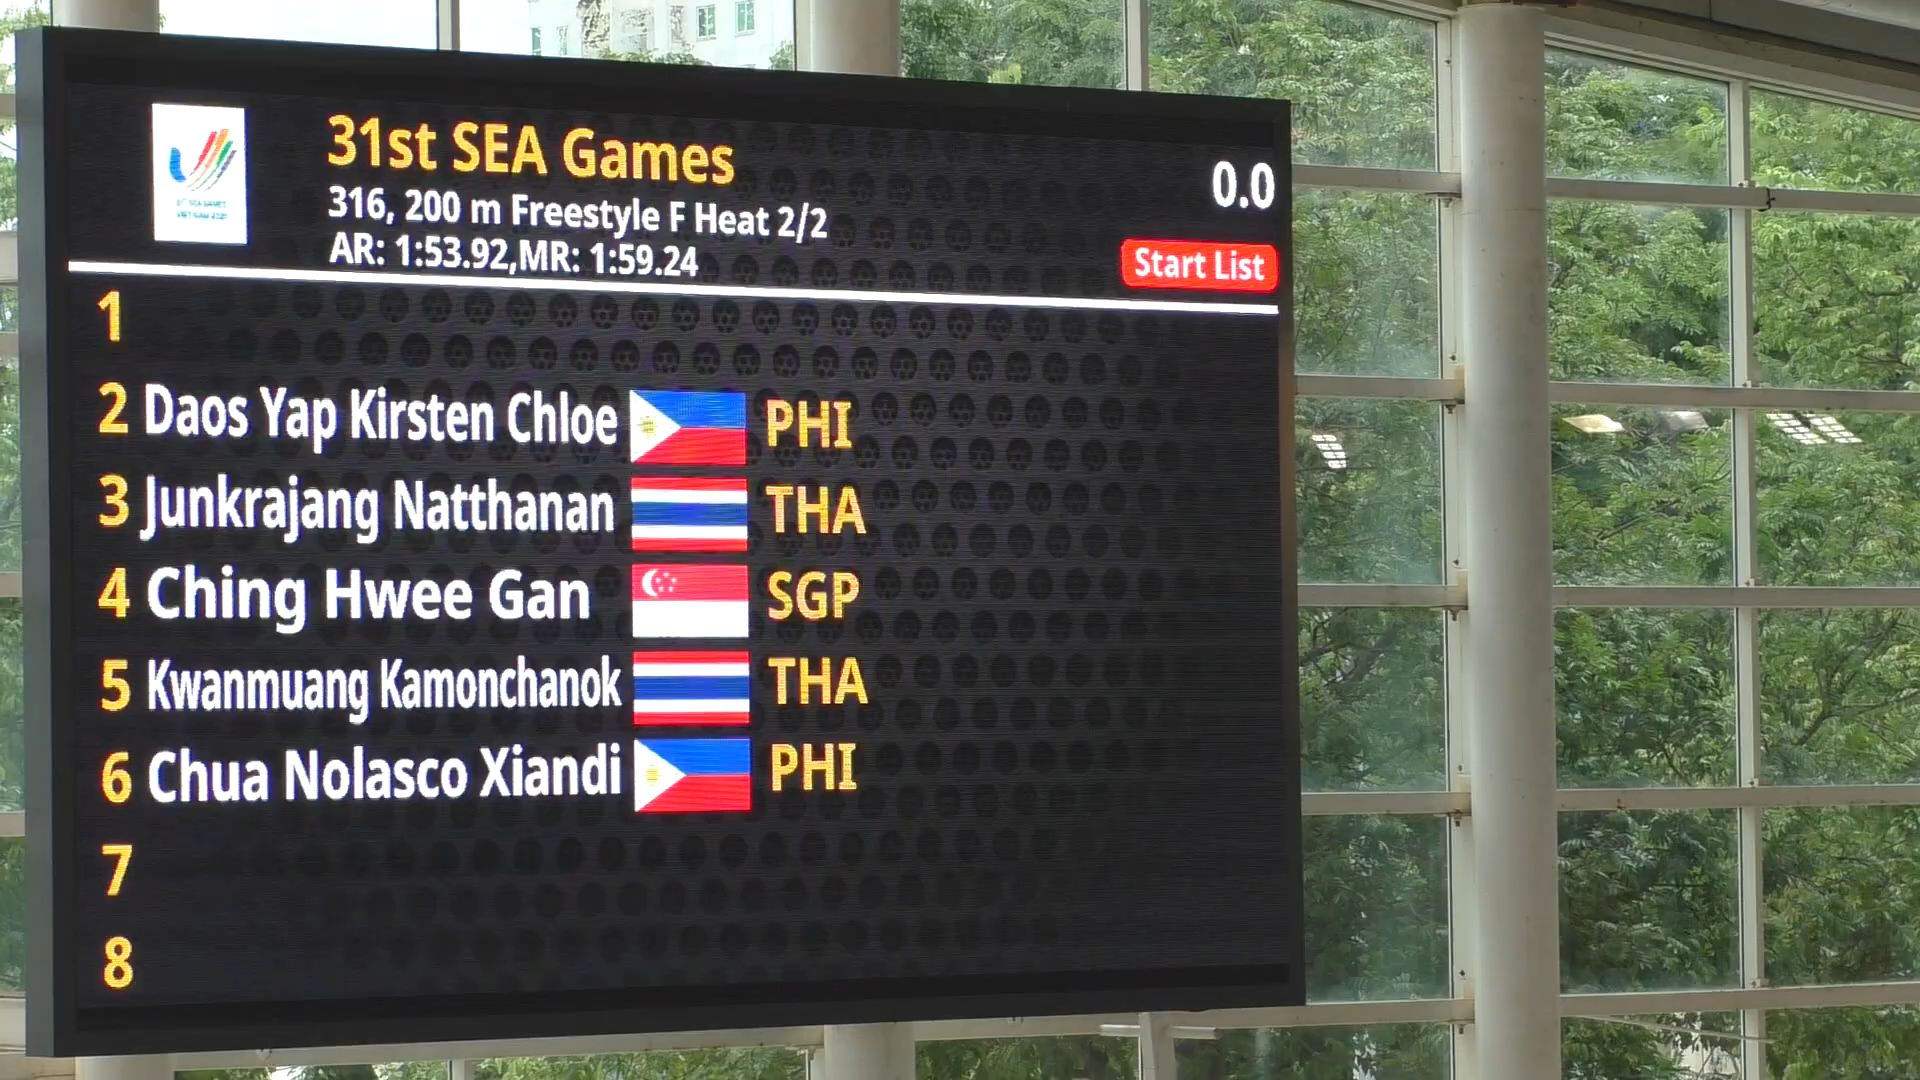 31st SEA Games
316, 200 m Freestyle F Heat 2/2
AR: 1:53.92,MR: 1:59.24
0.0
Start List
1
2 Daos Yap Kirsten Chloe PHI
3 Junkrajang Natthanan THA
4 Ching Hwee Gan SGP
5 Kwanmuang Kamonchanok THA
6 Chua Nolasco Xiandi PHI
7
8